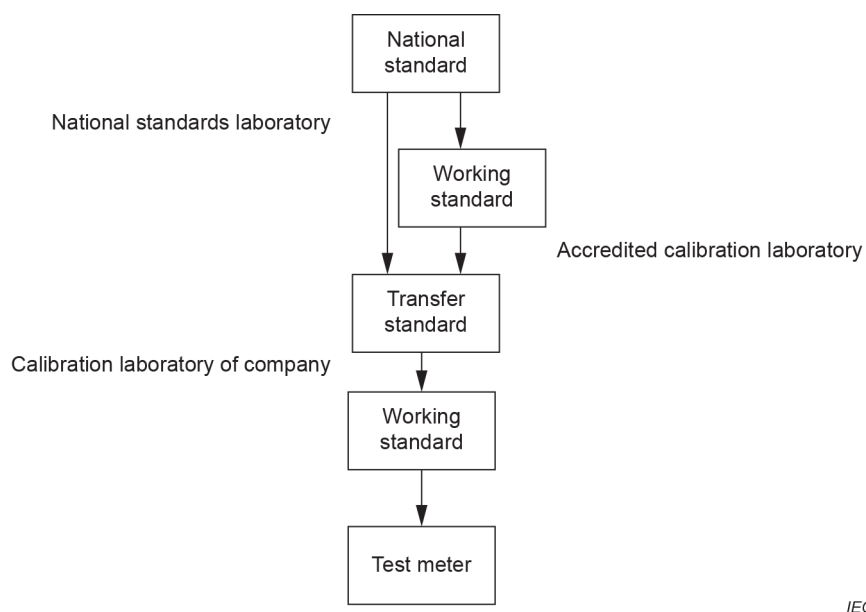 National
standard
National standards laboratory
Working
standard
Accredited calibration laboratory
Transfer
standard
Calibration laboratory of company
Working
standard
Test meter